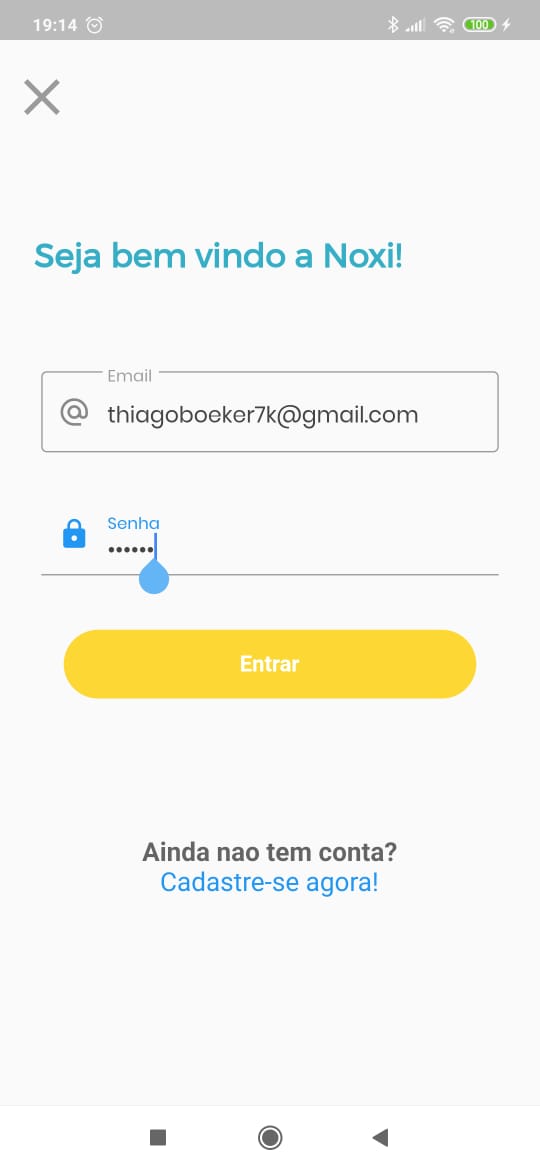 19:14
100
Seja bem vindo a Noxi!
Email
thiagoboeker7k@gmail.com
Senha
••••••
Entrar
Ainda nao tem conta?
Cadastre-se agora!